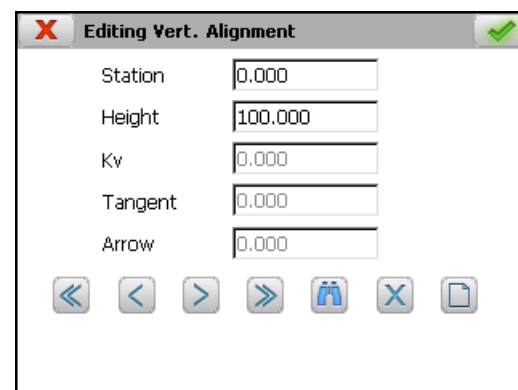 Editing Vert. Alignment
Station 0.000
Height 100.000
Kv 0.000
Tangent 0.000
Arrow 0.000